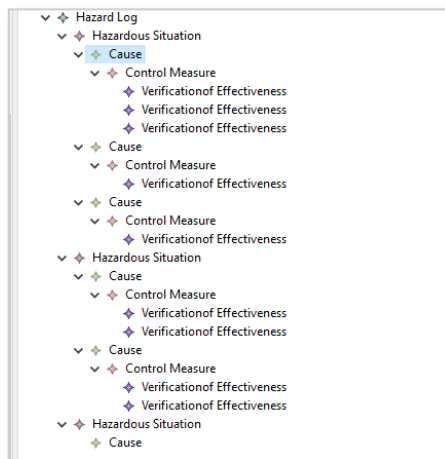 Hazard Log
Hazardous Situation
Cause
Control Measure
Verificationof Effectiveness
Verificationof Effectiveness
Verificationof Effectiveness
Cause
Control Measure
Verificationof Effectiveness
Cause
Control Measure
Verificationof Effectiveness
Hazardous Situation
Cause
Control Measure
Verificationof Effectiveness
Verificationof Effectiveness
Cause
Control Measure
Verificationof Effectiveness
Verificationof Effectiveness
Hazardous Situation
Cause